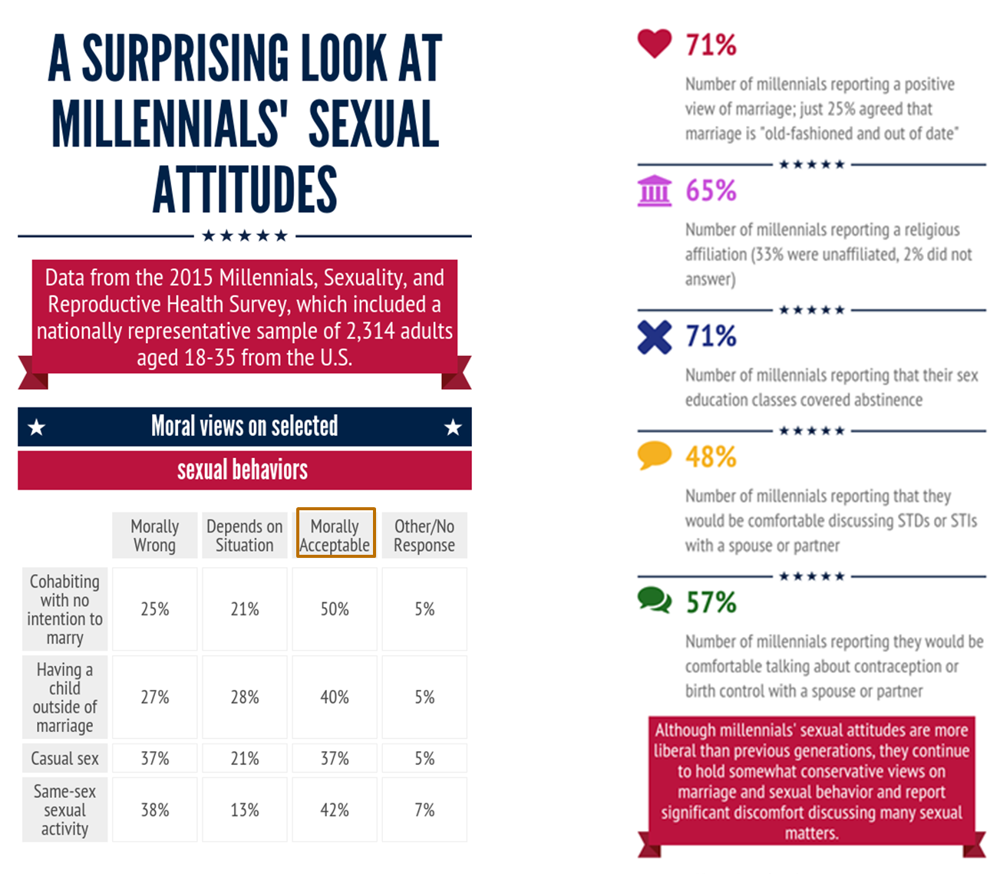 A SURPRISING LOOK AT
MILLENNIALS' SEXUAL
ATTITUDES
Data from the 2015 Millennials, Sexuality, and
Reproductive Health Survey, which included a
nationally representative sample of 2,314 adults
aged 18-35 from the U.S.
Moral views on selected
sexual behaviors
Morally Wrong
Depends on Situation
Morally Acceptable
Other/No Response
Cohabiting
with no
intention to
marry
25% 21% 50% 5%
Having a
child
outside of
marriage
27% 28% 40% 5%
Casual sex 37% 21% 37% 5%
Same-sex
sexual
activity
38% 13% 42% 7%
71%
Number of millennials reporting a positive
view of marriage; just 25% agreed that
marriage is "old-fashioned and out of date"
65%
Number of millennials reporting a religious
affiliation (33% were unaffiliated, 2% did not
answer)
71%
Number of millennials reporting that their sex
education classes covered abstinence
48%
Number of millennials reporting that they
would be comfortable discussing STDs or STIs
with a spouse or partner
57%
Number of millennials reporting they would be
comfortable talking about contraception or
birth control with a spouse or partner
Although millennials' sexual attitudes are more
liberal than previous generations, they continue
to hold somewhat conservative views on
marriage and sexual behavior and report
significant discomfort discussing many sexual
matters.